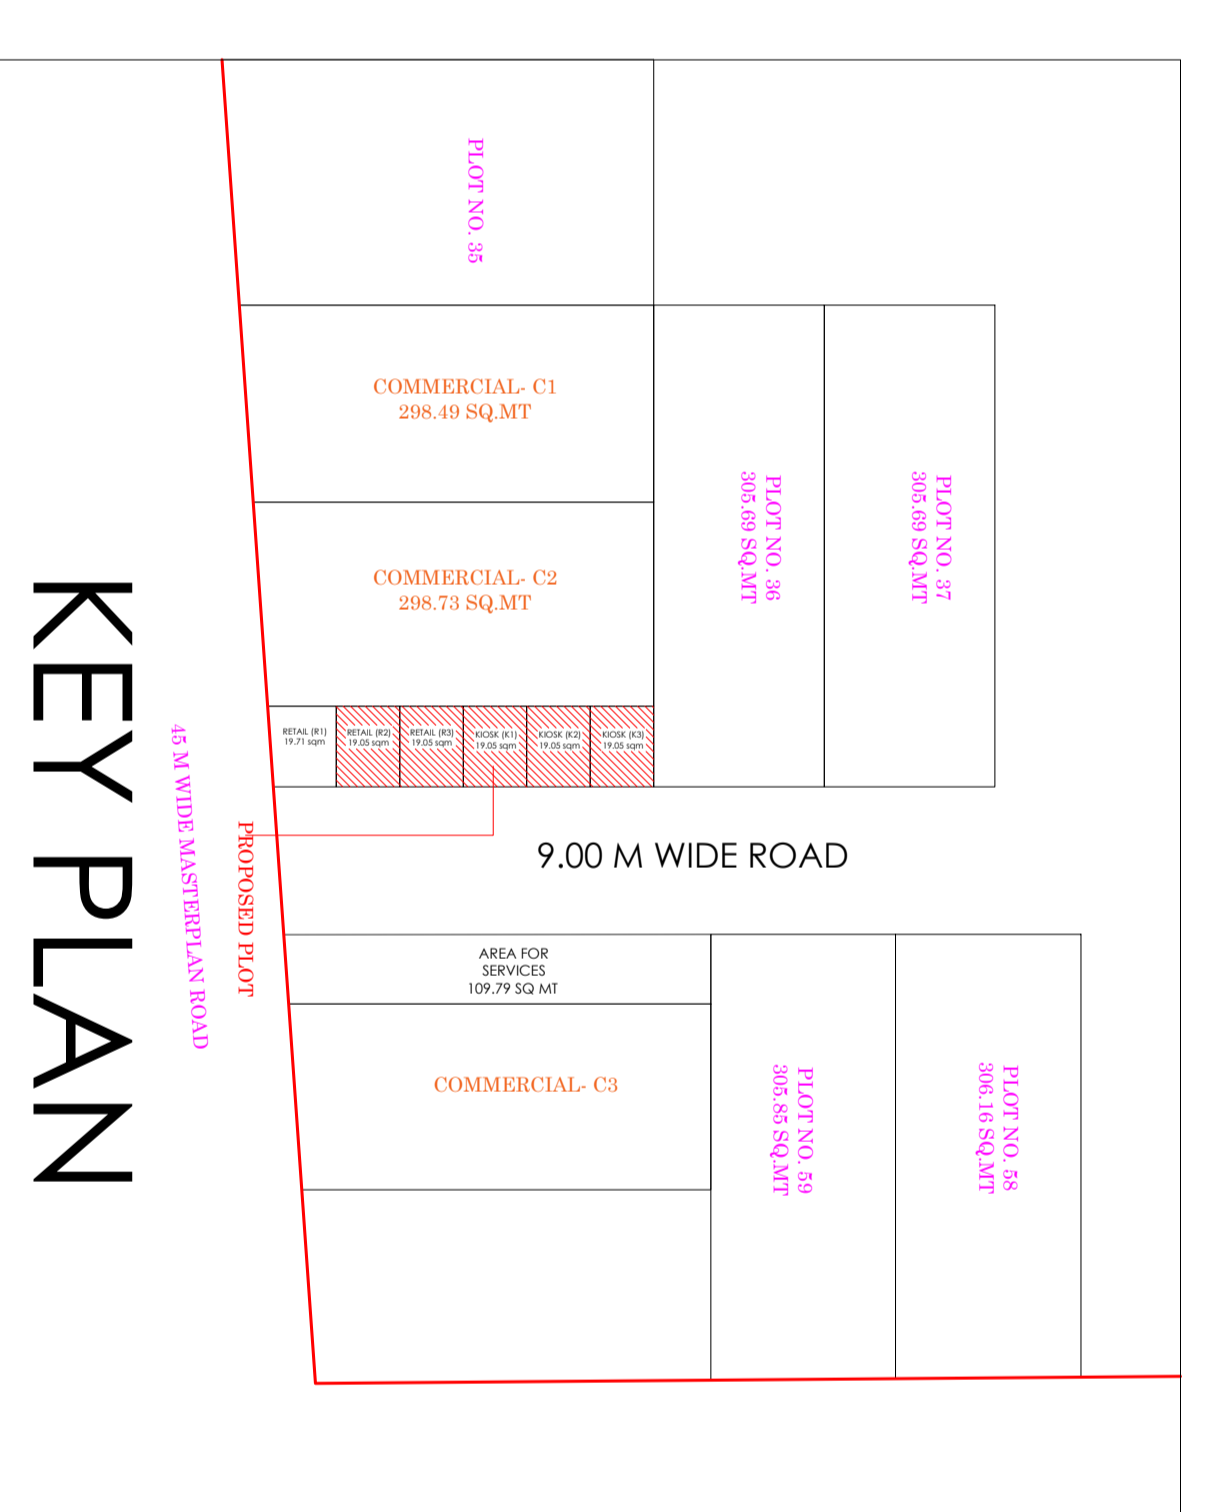 PLOT NO. 35
COMMERCIAL- C1
298.49 SQ.MT
PLOT NO. 36
305.69 SQ.MT
PLOT NO. 37
305.69 SQ.MT
COMMERCIAL- C2
298.73 SQ.MT
RETAIL (R1)
19.71 sqm
RETAIL (R2)
19.05 sqm
RETAIL (R3)
19.05 sqm
KIOSK (K1)
19.05 sqm
KIOSK (K2)
19.05 sqm
KIOSK (K3)
19.05 sqm
9.00 M WIDE ROAD
PROPOSED PLOT
45 M WIDE MASTERPLAN ROAD
KEY PLAN
AREA FOR
SERVICES
109.79 SQ MT
COMMERCIAL- C3
PLOT NO. 59
305.85 SQ.MT
PLOT NO. 58
306.16 SQ.MT